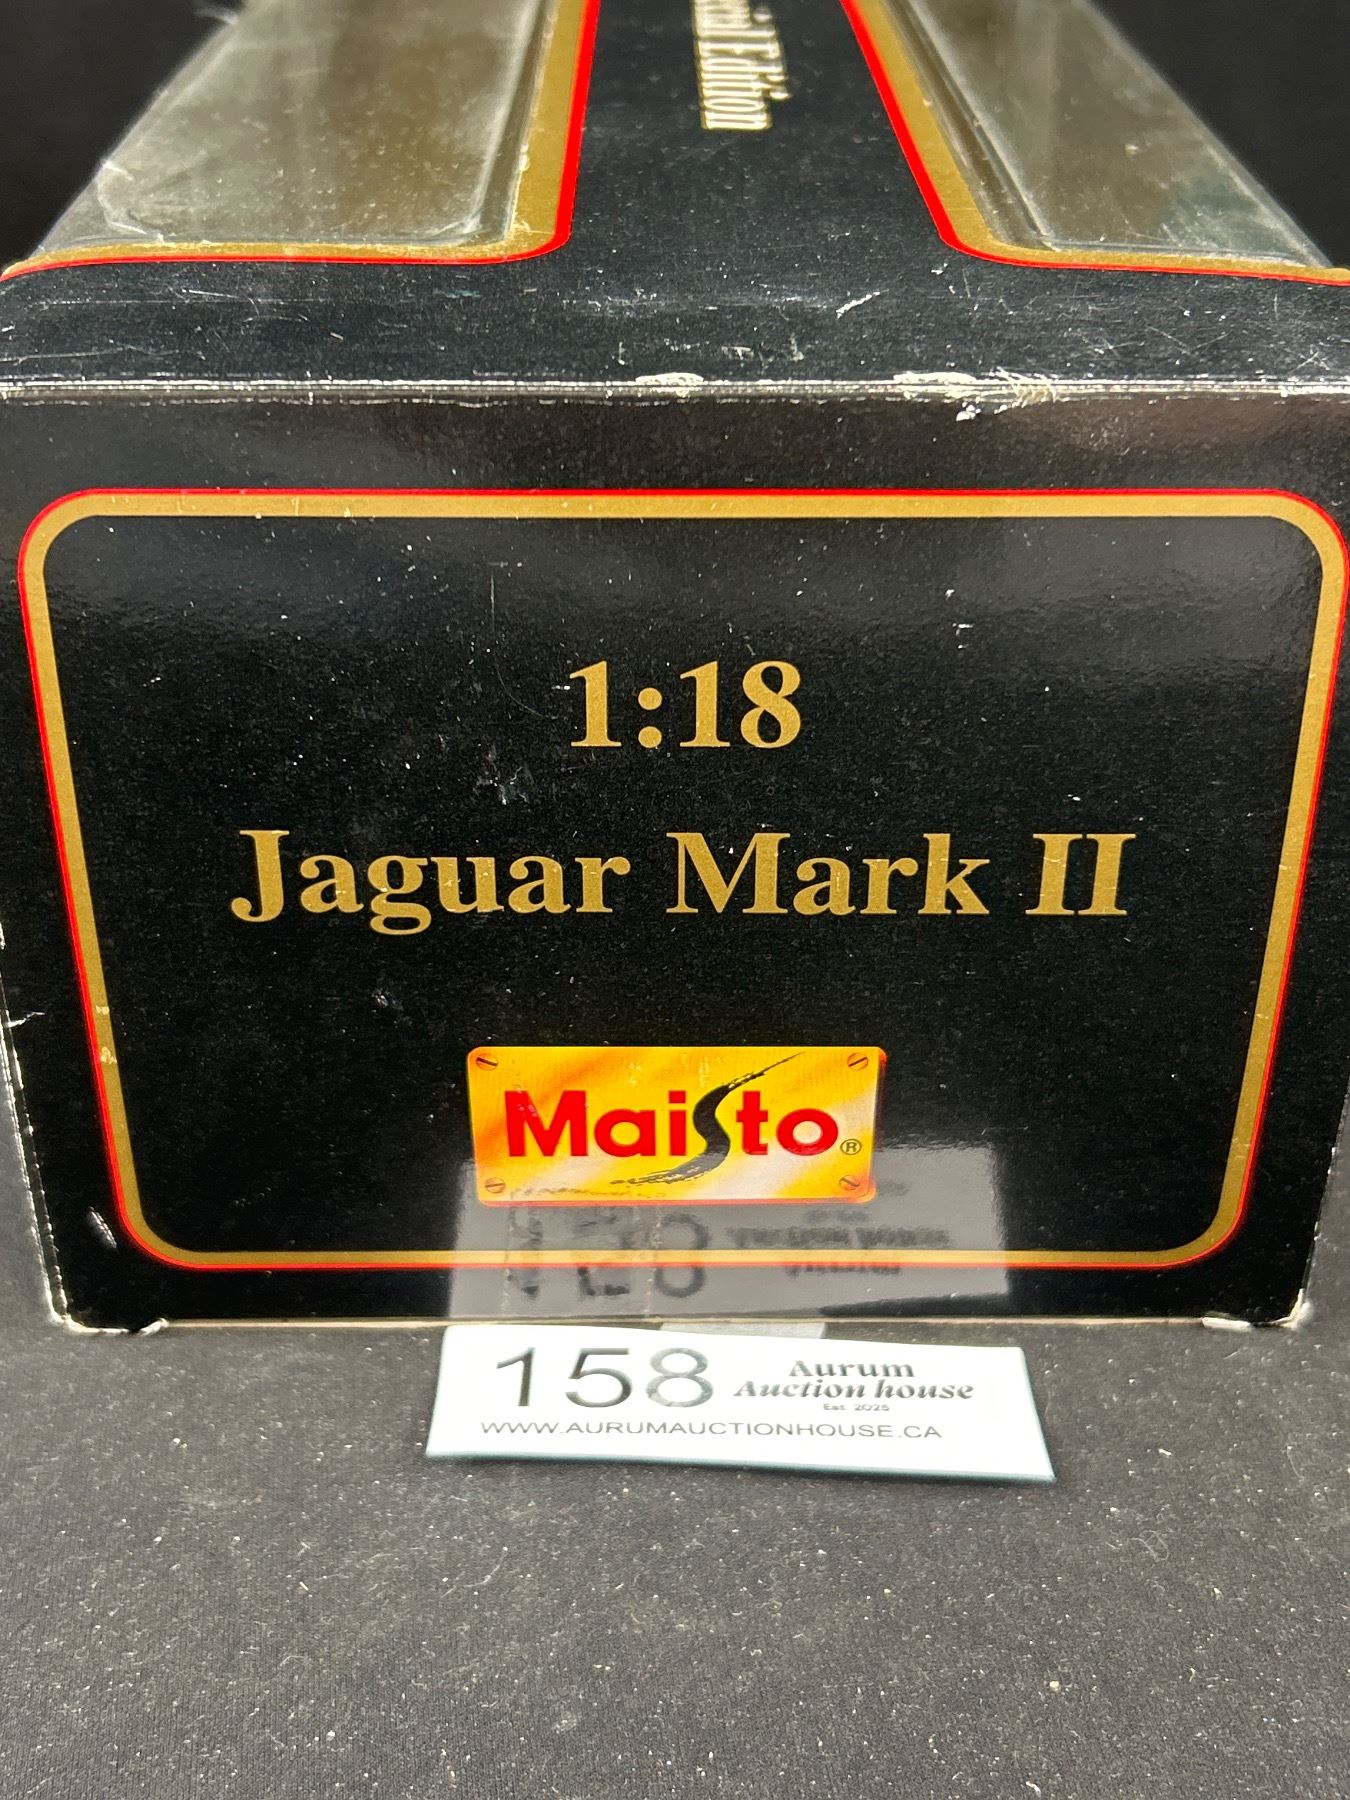 Edition
1:18
Jaguar Mark II
Maisto®
158
Aurum
Auction house
Est. 2025
WWW.AURUMAUCTIONHOUSE.CA